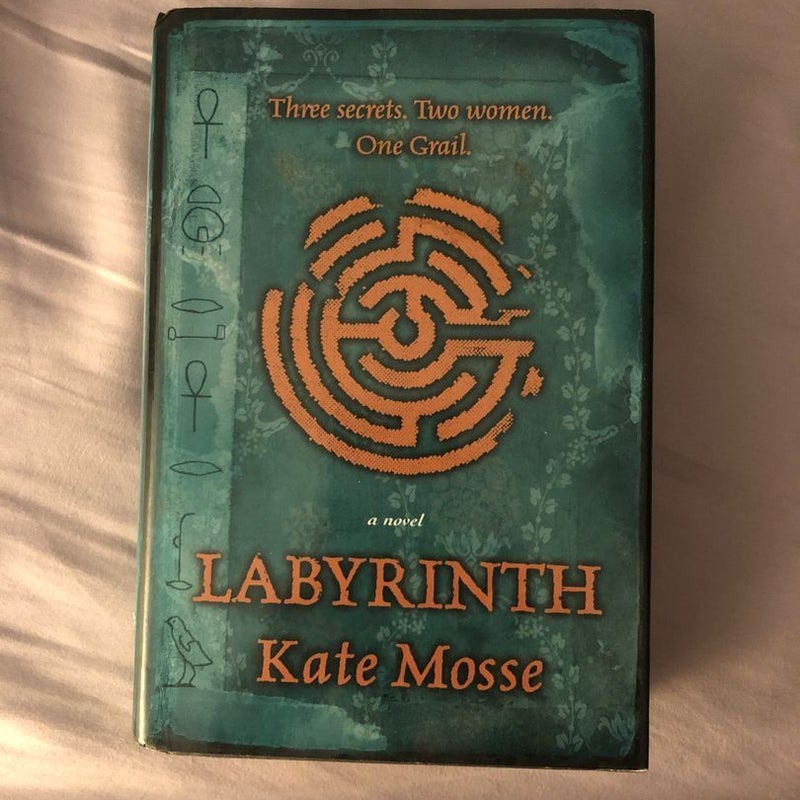 Three secrets. Two women.
One Grail.
a novel
LABYRINTH
Kate Mosse